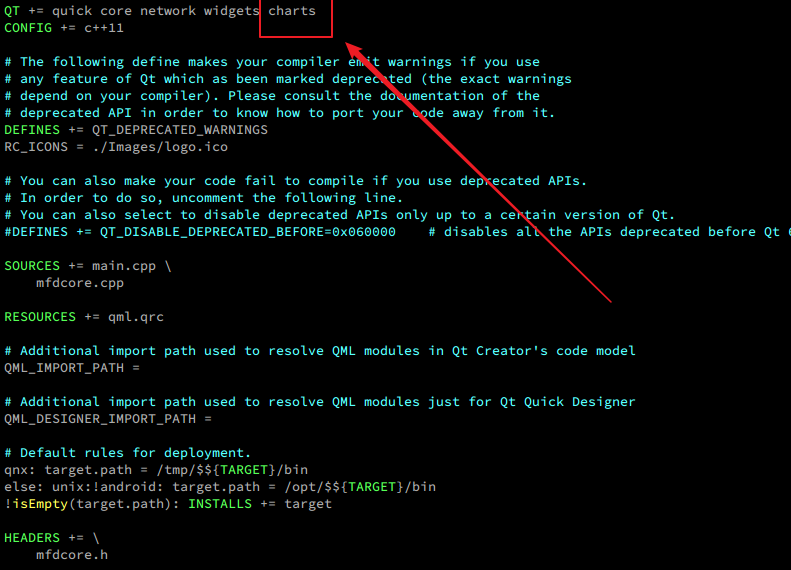 QT += quick core network widgets charts
CONFIG += c++11
# The following define makes your compiler emit warnings if you use
# any feature of Qt which as been marked deprecated (the exact warnings
# depend on your compiler). Please consult the documentation of the
# deprecated API in order to know how to port your code away from it.
DEFINES += QT_DEPRECATED_WARNINGS
RC_ICONS = ./Images/logo.ico
# You can also make your code fail to compile if you use deprecated APIs.
# In order to do so, uncomment the following line.
# You can also select to disable deprecated APIs only up to a certain version of Qt.
#DEFINES += QT_DISABLE_DEPRECATED_BEFORE=0x060000    # disables all the APIs deprecated before Qt
SOURCES += main.cpp \
    mfdcore.cpp
RESOURCES += qml.qrc
# Additional import path used to resolve QML modules in Qt Creator's code model
QML_IMPORT_PATH =
# Additional import path used to resolve QML modules just for Qt Quick Designer
QML_DESIGNER_IMPORT_PATH =
# Default rules for deployment.
qnx: target.path = /tmp/$${TARGET}/bin
else: unix:!android: target.path = /opt/$${TARGET}/bin
!isEmpty(target.path): INSTALLS += target
HEADERS += \
    mfdcore.h